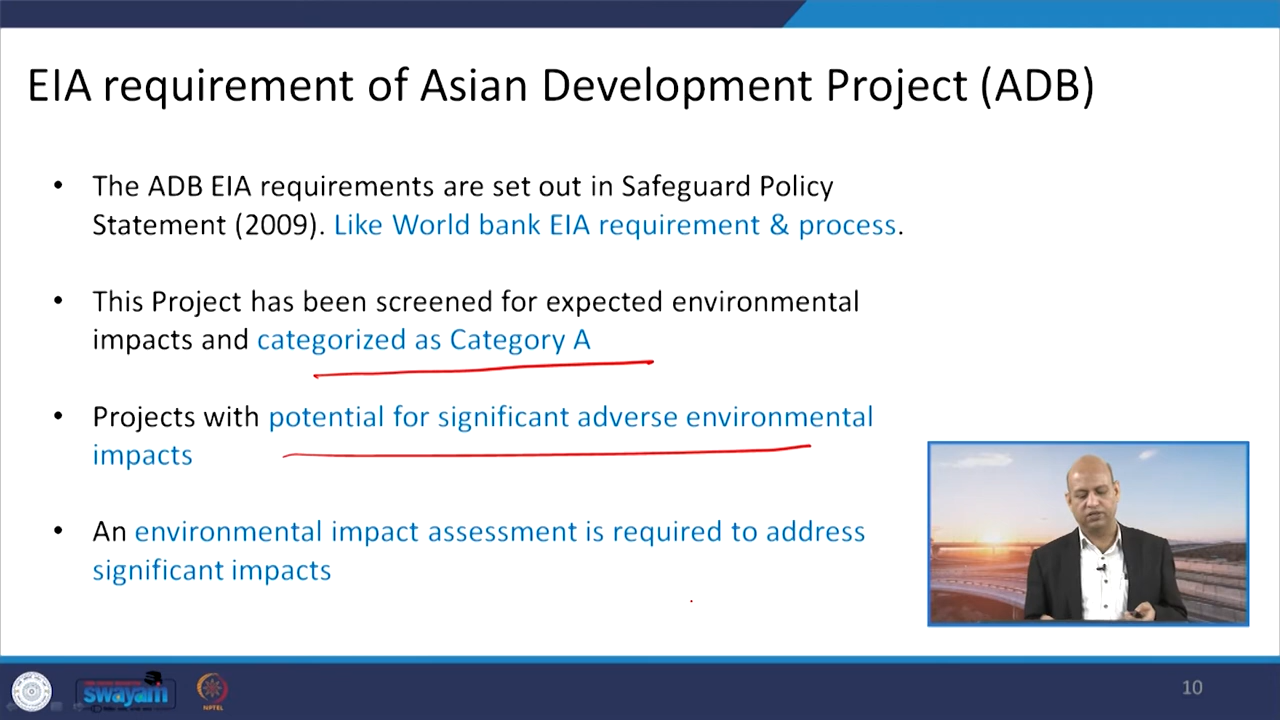 EIA requirement of Asian Development Project (ADB)
• The ADB EIA requirements are set out in Safeguard Policy
Statement (2009). Like World bank EIA requirement & process.
• This Project has been screened for expected environmental
impacts and categorized as Category A
• Projects with potential for significant adverse environmental
impacts
• An environmental impact assessment is required to address
significant impacts
swayam
NPTEL
10